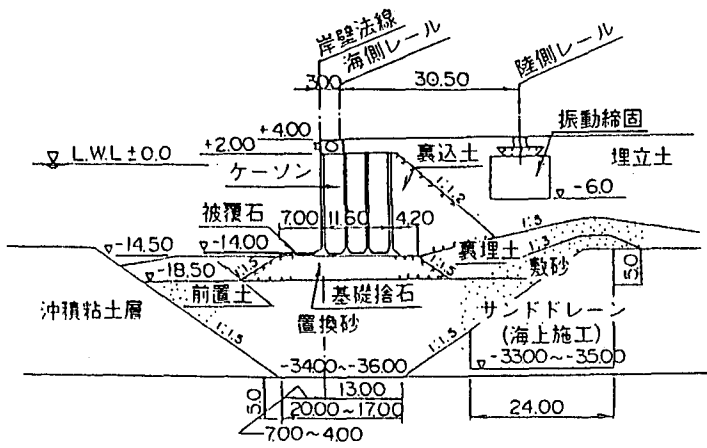 岸壁法線
海側レール
陸側レール
3.00
30.50
+4.00
+2.00
振動締固
L.W.L ±0.0
裏込土
埋立土
ケーソン
1:1.2
-6.0
被覆石
7.00
11.60
4.20
1:5
-14.50
-14.00
裏埋土
1:3
敷砂
5.0
-18.50
1:1.5
1:1.5
前置土
基礎捨石
沖積粘土層
置換砂
サンドドレーン
(海上施工)
1:1.5
1:1.5
-34.00~-36.00
-33.00~-35.00
13.00
5.0
20.00~17.00
24.00
7.00~4.00